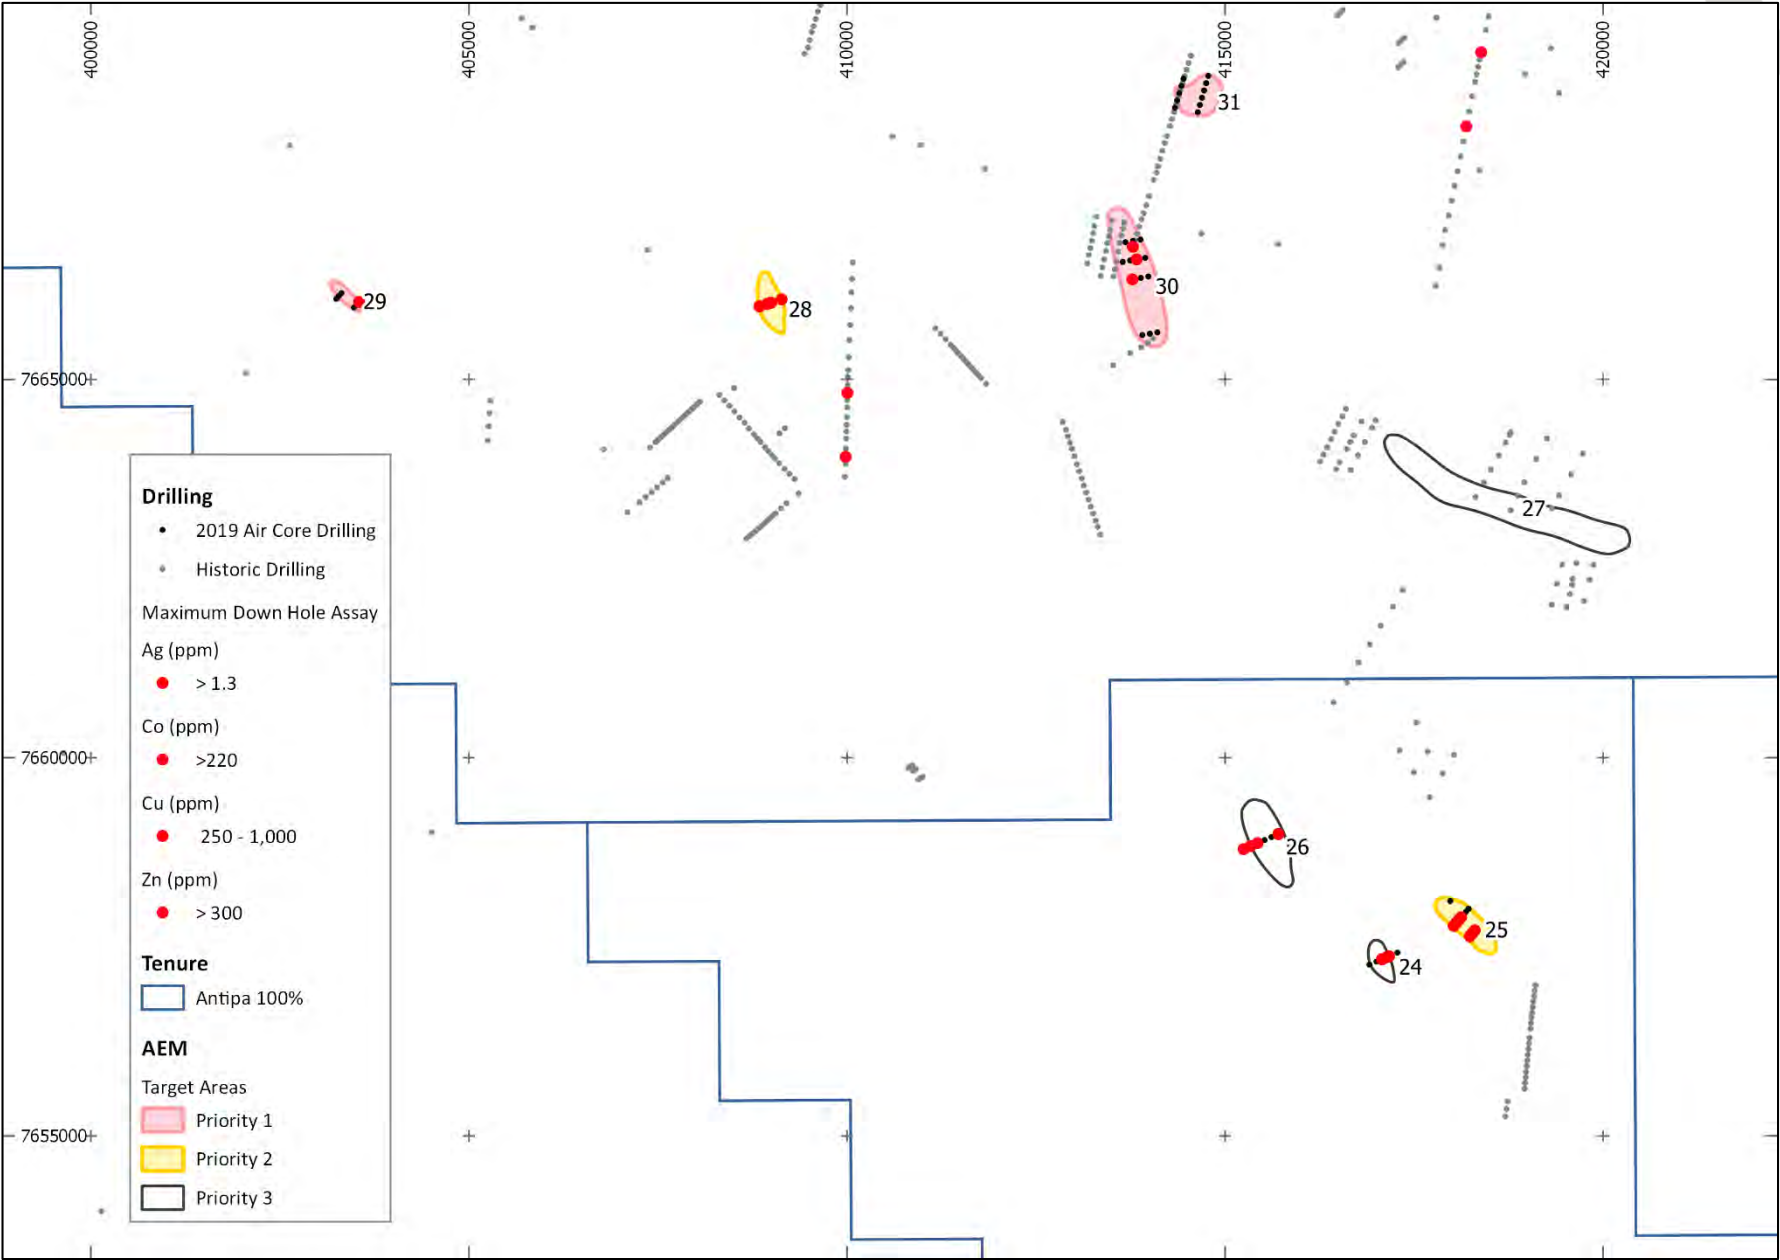 400000
405000
410000
415000
420000
31
30
29
28
7665000
27
Drilling
2019 Air Core Drilling
Historic Drilling
Maximum Down Hole Assay
Ag (ppm)
> 1.3
Co (ppm)
>220
Cu (ppm)
250 - 1,000
Zn (ppm)
> 300
Tenure
Antipa 100%
AEM
Target Areas
Priority 1
Priority 2
Priority 3
7660000
26
25
24
7655000